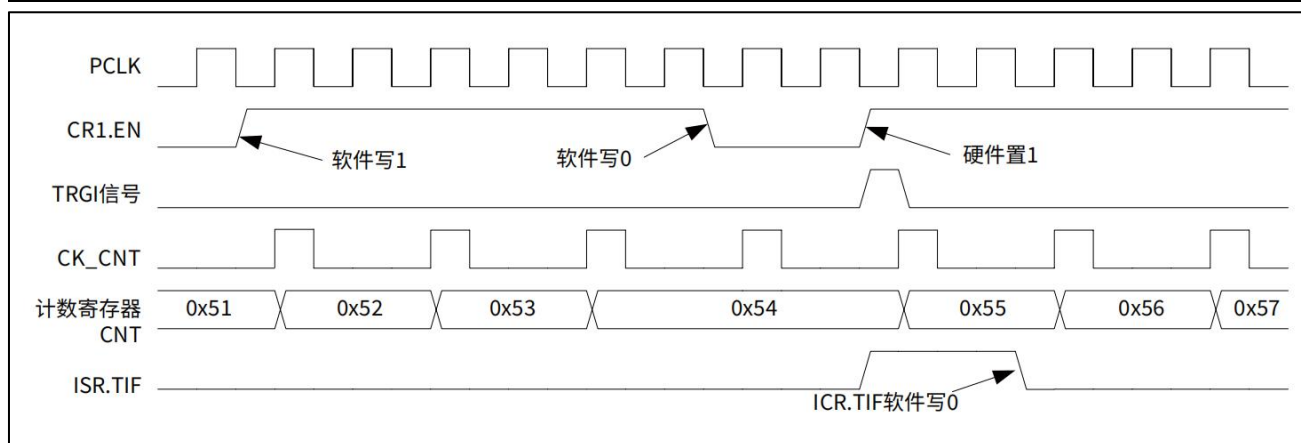 PCLK
CR1.EN
软件写1
软件写0
硬件置1
TRGI信号
CK_CNT
计数寄存器
CNT
0x51
0x52
0x53
0x54
0x55
0x56
0x57
ISR.TIF
ICR.TIF软件写0